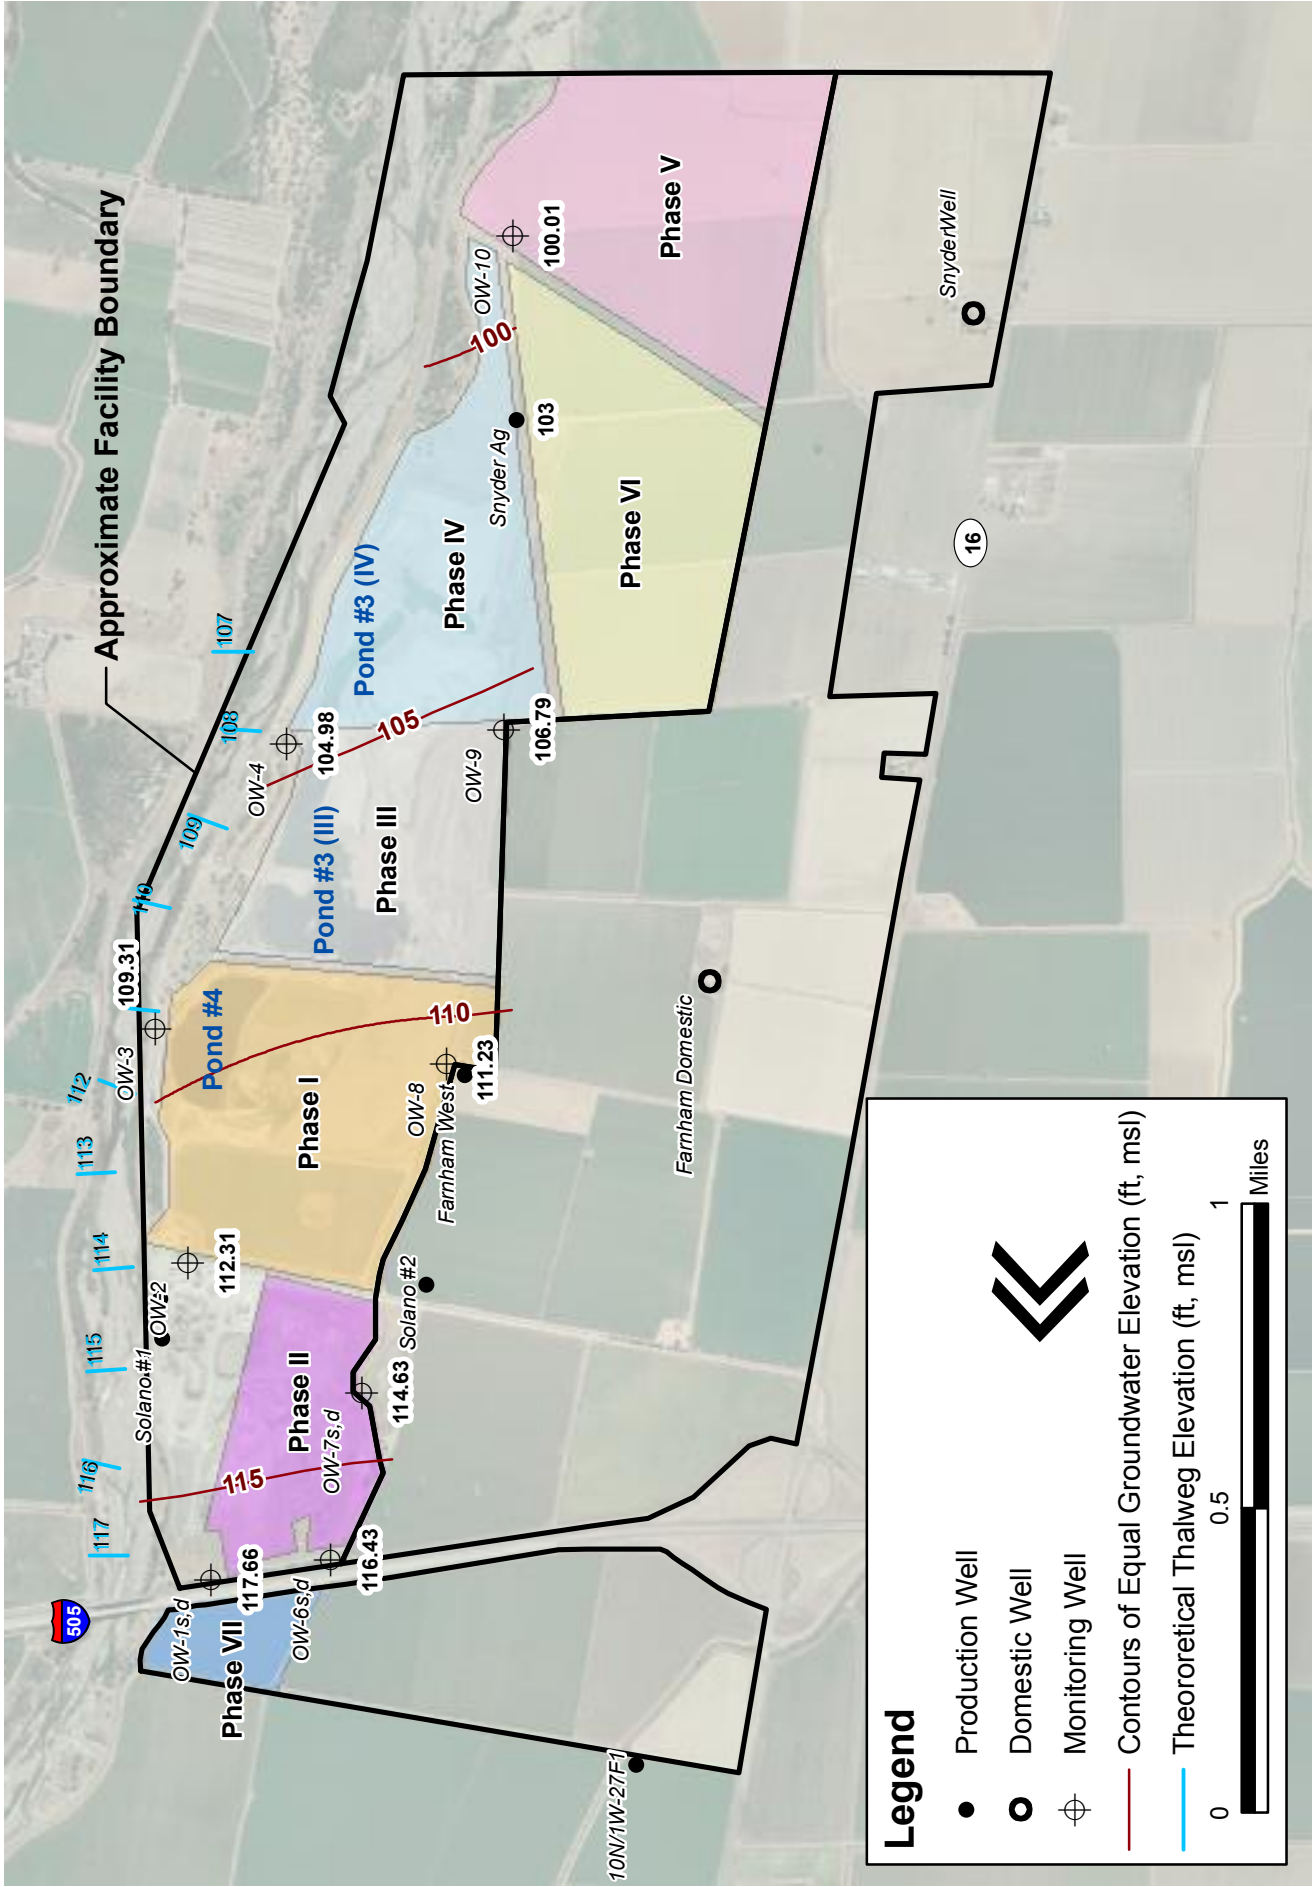 Approximate Facility Boundary
505
117
116
115
114
113
112
109.31
110
109
108
107
Solano #1
OW-2
OW-3
OW-4
OW-1s,d
117.66
112.31
104.98
Phase VII
OW-6s,d
116.43
115
Phase II
OW-7s,d
114.63
Solano #2
Phase I
Pond #4
110
OW-8
Farnham West
111.23
Pond #3 (III)
Phase III
OW-9
106.79
105
Pond #3 (IV)
Phase IV
Snyder Ag
103
100
OW-10
100.01
Phase V
Phase VI
Farnham Domestic
SnyderWell
16
10N/1W-27F1
Legend
Production Well
Domestic Well
Monitoring Well
Contours of Equal Groundwater Elevation (ft, msl)
Theororetical Thalweg Elevation (ft, msl)
0 0.5 1
Miles